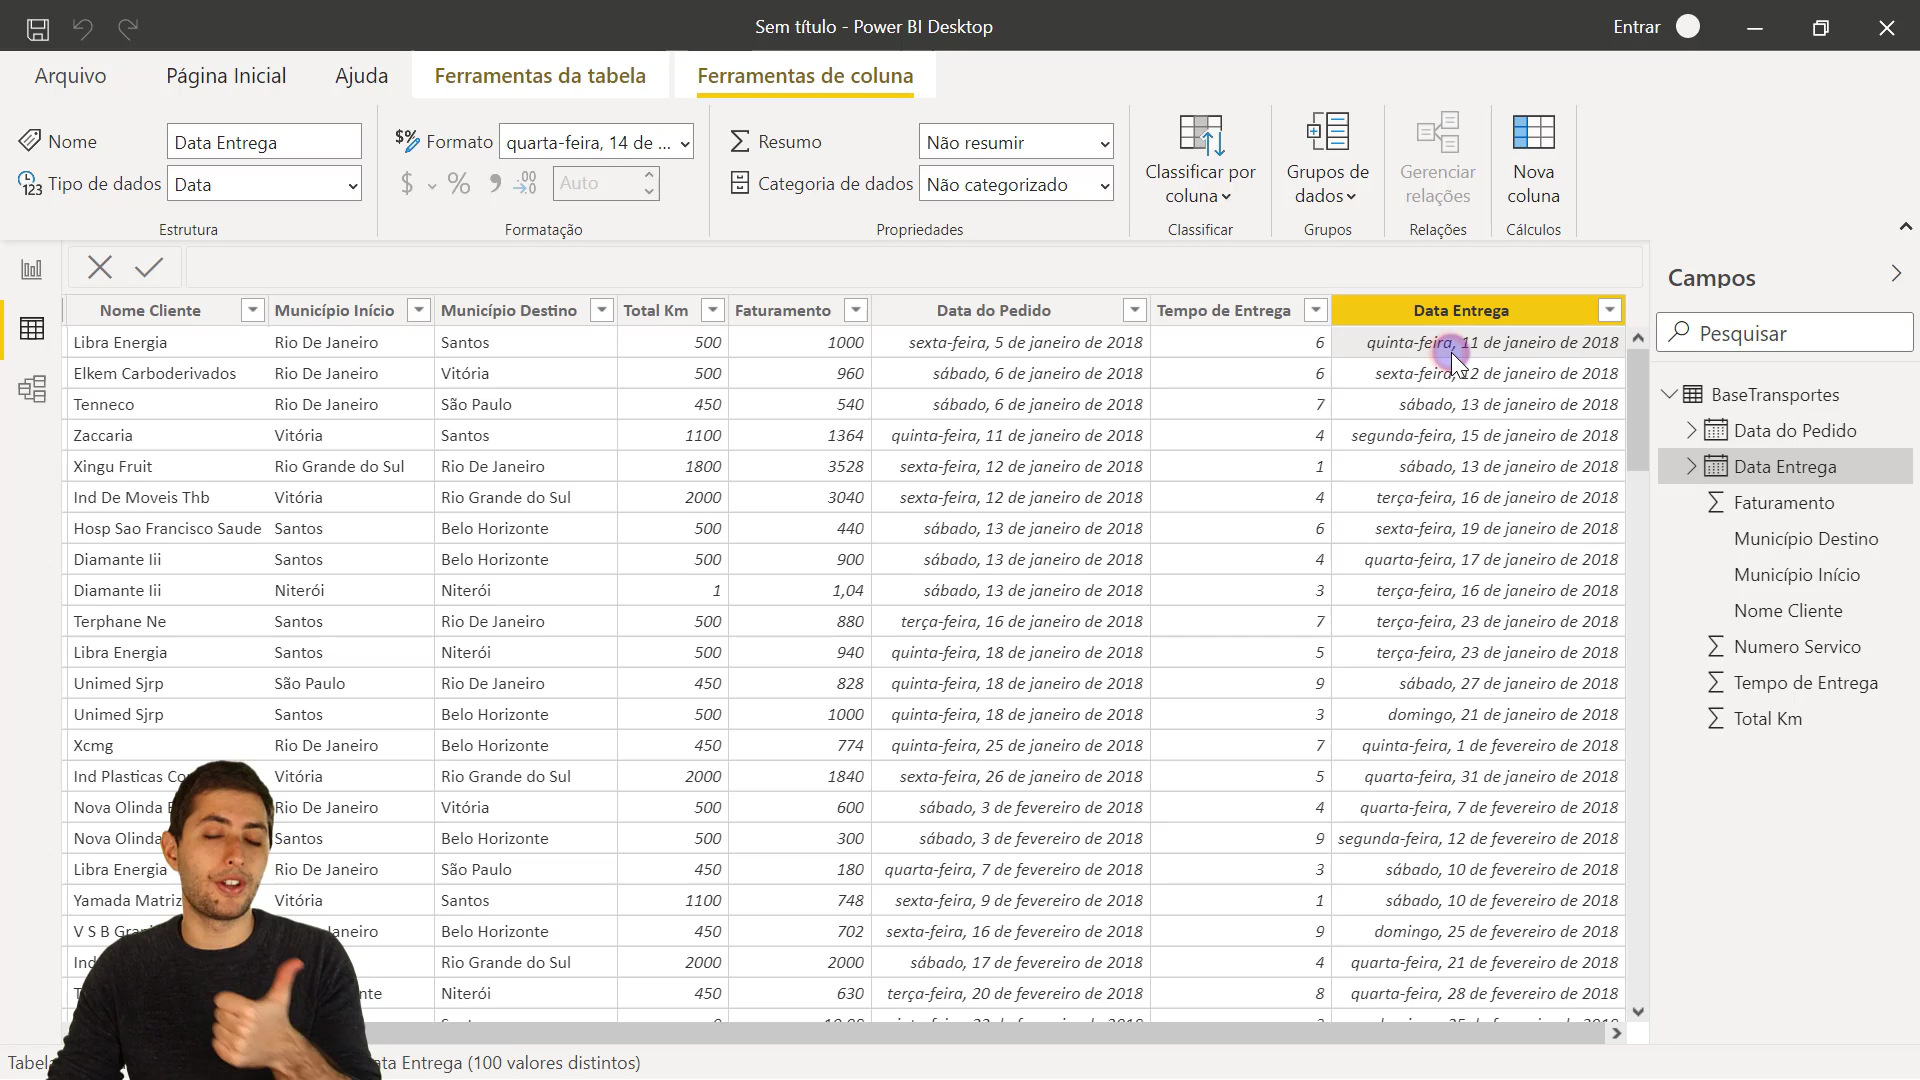 Sem título - Power BI Desktop
Entrar
Arquivo Página Inicial Ajuda Ferramentas da tabela Ferramentas de coluna
Nome Data Entrega
Tipo de dados Data
Estrutura
Formato quarta-feira, 14 de ...
$ % Auto
Formatação
Resumo Não resumir
Categoria de dados Não categorizado
Propriedades
Classificar por
coluna
Classificar
Grupos de
dados
Grupos
Gerenciar
relações
Relações
Nova
coluna
Cálculos
Nome Cliente Município Início Município Destino Total Km Faturamento Data do Pedido Tempo de Entrega Data Entrega
Libra Energia Rio De Janeiro Santos 500 1000 sexta-feira, 5 de janeiro de 2018 6 quinta-feira, 11 de janeiro de 2018
Elkem Carboderivados Rio De Janeiro Vitória 500 960 sábado, 6 de janeiro de 2018 6 sexta-feira, 12 de janeiro de 2018
Tenneco Rio De Janeiro São Paulo 450 540 sábado, 6 de janeiro de 2018 7 sábado, 13 de janeiro de 2018
Zaccaria Vitória Santos 1100 1364 quinta-feira, 11 de janeiro de 2018 4 segunda-feira, 15 de janeiro de 2018
Xingu Fruit Rio Grande do Sul Rio De Janeiro 1800 3528 sexta-feira, 12 de janeiro de 2018 1 sábado, 13 de janeiro de 2018
Ind De Moveis Thb Vitória Rio Grande do Sul 2000 3040 sexta-feira, 12 de janeiro de 2018 4 terça-feira, 16 de janeiro de 2018
Hosp Sao Francisco Saude Santos Belo Horizonte 500 440 sábado, 13 de janeiro de 2018 6 sexta-feira, 19 de janeiro de 2018
Diamante Iii Santos Belo Horizonte 500 900 sábado, 13 de janeiro de 2018 4 quarta-feira, 17 de janeiro de 2018
Diamante Iii Niterói Niterói 1 1,04 sábado, 13 de janeiro de 2018 3 terça-feira, 16 de janeiro de 2018
Terphane Ne Santos Rio De Janeiro 500 880 terça-feira, 16 de janeiro de 2018 7 terça-feira, 23 de janeiro de 2018
Libra Energia Santos Niterói 500 940 quinta-feira, 18 de janeiro de 2018 5 terça-feira, 23 de janeiro de 2018
Unimed Sjrp São Paulo Rio De Janeiro 450 828 quinta-feira, 18 de janeiro de 2018 9 sábado, 27 de janeiro de 2018
Unimed Sjrp Santos Belo Horizonte 500 1000 quinta-feira, 18 de janeiro de 2018 3 domingo, 21 de janeiro de 2018
Xcmg Rio De Janeiro Belo Horizonte 450 774 quinta-feira, 25 de janeiro de 2018 7 quinta-feira, 1 de fevereiro de 2018
Ind Plasticas Vitória Rio Grande do Sul 2000 1840 sexta-feira, 26 de janeiro de 2018 5 quarta-feira, 31 de janeiro de 2018
Nova Olinda Rio De Janeiro Vitória 500 600 sábado, 3 de fevereiro de 2018 4 quarta-feira, 7 de fevereiro de 2018
Nova Olinda Santos Belo Horizonte 500 300 sábado, 3 de fevereiro de 2018 9 segunda-feira, 12 de fevereiro de 2018
Libra Energia Rio De Janeiro São Paulo 450 180 quarta-feira, 7 de fevereiro de 2018 3 sábado, 10 de fevereiro de 2018
Yamada Matriz Vitória Santos 1100 748 sexta-feira, 9 de fevereiro de 2018 1 sábado, 10 de fevereiro de 2018
V S B Janeiro Belo Horizonte 450 702 sexta-feira, 16 de fevereiro de 2018 9 domingo, 25 de fevereiro de 2018
Ind Rio Grande do Sul 2000 2000 sábado, 17 de fevereiro de 2018 4 quarta-feira, 21 de fevereiro de 2018
Niterói 450 630 terça-feira, 20 de fevereiro de 2018 8 quarta-feira, 28 de fevereiro de 2018
Data Entrega (100 valores distintos)
Campos
Pesquisar
BaseTransportes
Data do Pedido
Data Entrega
Faturamento
Município Destino
Município Início
Nome Cliente
Numero Servico
Tempo de Entrega
Total Km